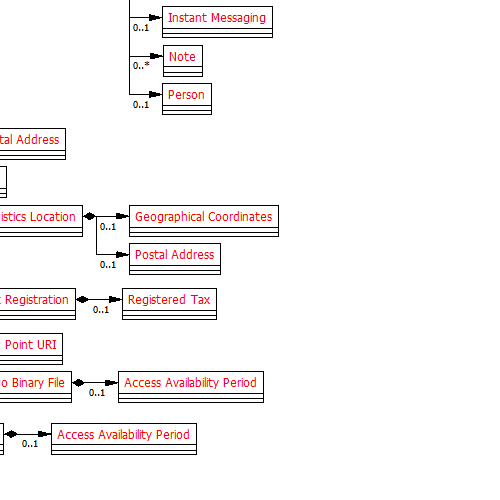 Instant Messaging
0..1
Note
0..*
Person
0..1
tal Address
istics Location
Geographical Coordinates
0..1
Postal Address
0..1
Registration
Registered Tax
0..1
Point URI
o Binary File
Access Availability Period
0..1
Access Availability Period
0..1